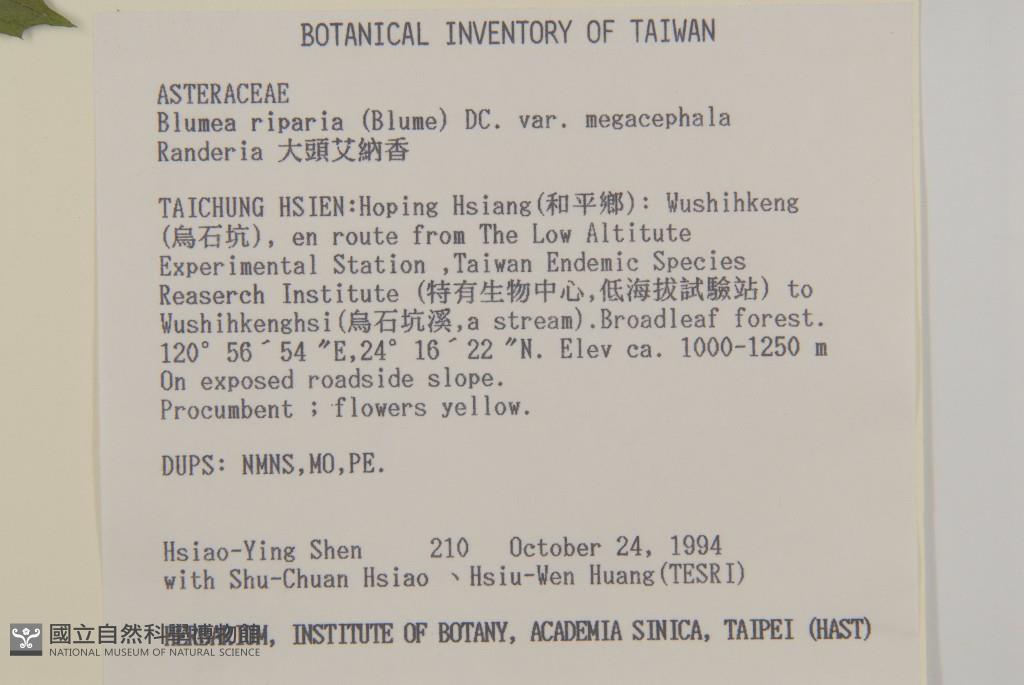 BOTANICAL INVENTORY OF TAIWAN
ASTERACEAE
Blumea riparia (Blume) DC. var. megacephala
Randeria 大頭艾納香
TAICHUNG HSIEN:Hoping Hsiang(和平鄉): Wushihkeng
(烏石坑), en route from The Low Altitute
Experimental Station ,Taiwan Endemic Species
Reaserch Institute (特有生物中心,低海拔試驗站) to
Wushihkenghsi(烏石坑溪,a stream).Broadleaf forest.
120° 56´54 ″E,24° 16´22 ″N. Elev ca. 1000-1250 m
On exposed roadside slope.
Procumbent ; flowers yellow.
DUPS: NMNS,MO,PE.
Hsiao-Ying Shen 210 October 24, 1994
with Shu-Chuan Hsiao 、Hsiu-Wen Huang(TESRI)
HERBARIUM, INSTITUTE OF BOTANY, ACADEMIA SINICA, TAIPEI (HAST)
國立自然科學博物館
NATIONAL MUSEUM OF NATURAL SCIENCE